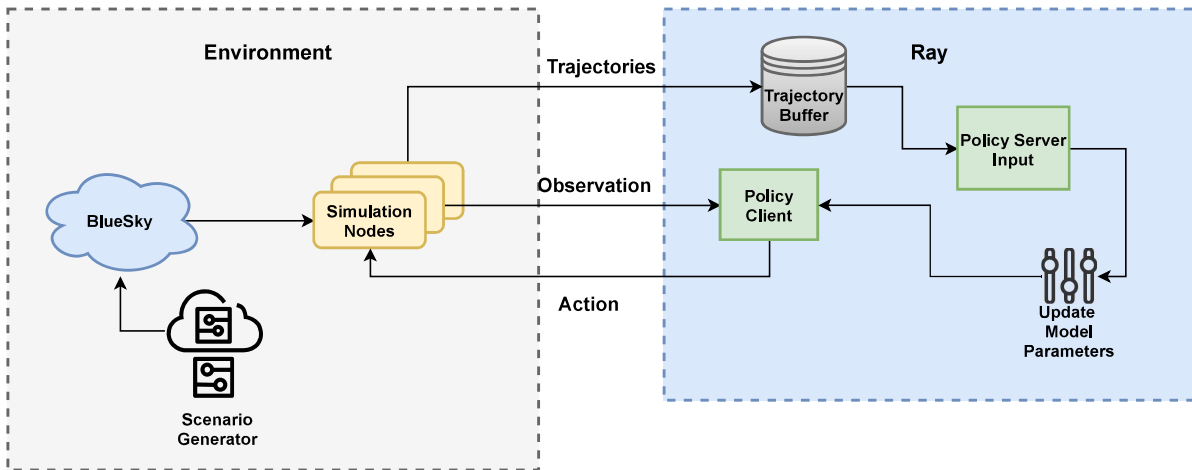 Environment
Ray
Trajectories
Trajectory
Buffer
Policy Server
Input
Observation
Policy
Client
BlueSky
Simulation
Nodes
Action
Update
Model
Parameters
Scenario
Generator